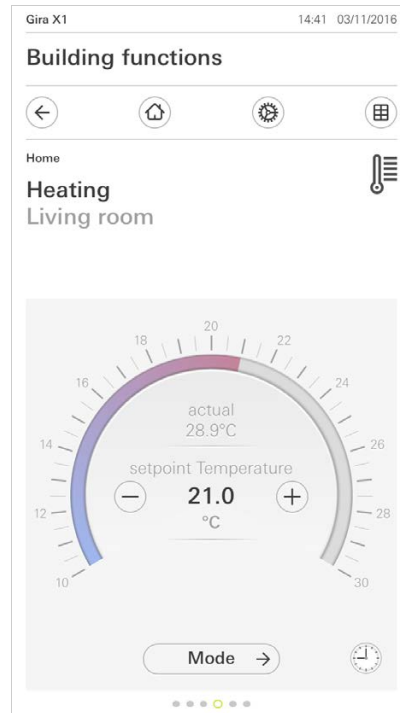 Gira X1 14:41 03/11/2016
Building functions
Home
Heating
Living room
20
18 22
16 24
actual
28.9°C
14 26
setpoint Temperature
21.0
12 28
°C
10 30
Mode